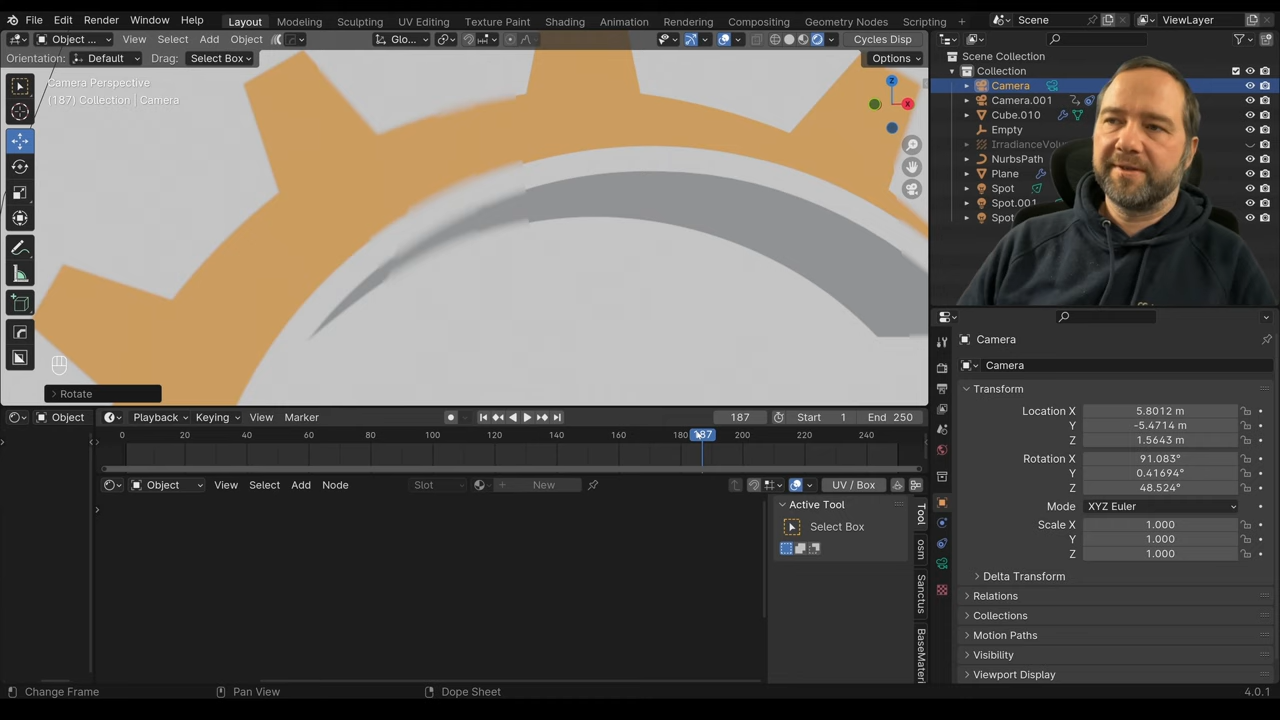 File Edit Render Window Help Layout Modeling Sculpting UV Editing Texture Paint Shading Animation Rendering Compositing Geometry Nodes Scripting + Scene ViewLayer
Object ... View Select Add Object Glo... Cycles Disp
Orientation: Default Drag: Select Box Options
Camera Perspective
(187) Collection | Camera
Z
X
Rotate
Scene Collection
Collection
Camera
Camera.001
Cube.010
Empty
IrradianceVolu
NurbsPath
Plane
Spot
Spot.001
Spot
Object Playback Keying View Marker 187 Start 1 End 250
0 20 40 60 80 100 120 140 160 180 187 200 220 240
Object View Select Add Node Slot New UV / Box
Active Tool
Select Box
Tool
osm
Sanctus
BaseMateri
Camera
Camera
Transform
Location X 5.8012 m
Y -5.4714 m
Z 1.5643 m
Rotation X 91.083°
Y 0.41694°
Z 48.524°
Mode XYZ Euler
Scale X 1.000
Y 1.000
Z 1.000
Delta Transform
Relations
Collections
Motion Paths
Visibility
Viewport Display
Change Frame Pan View Dope Sheet 4.0.1